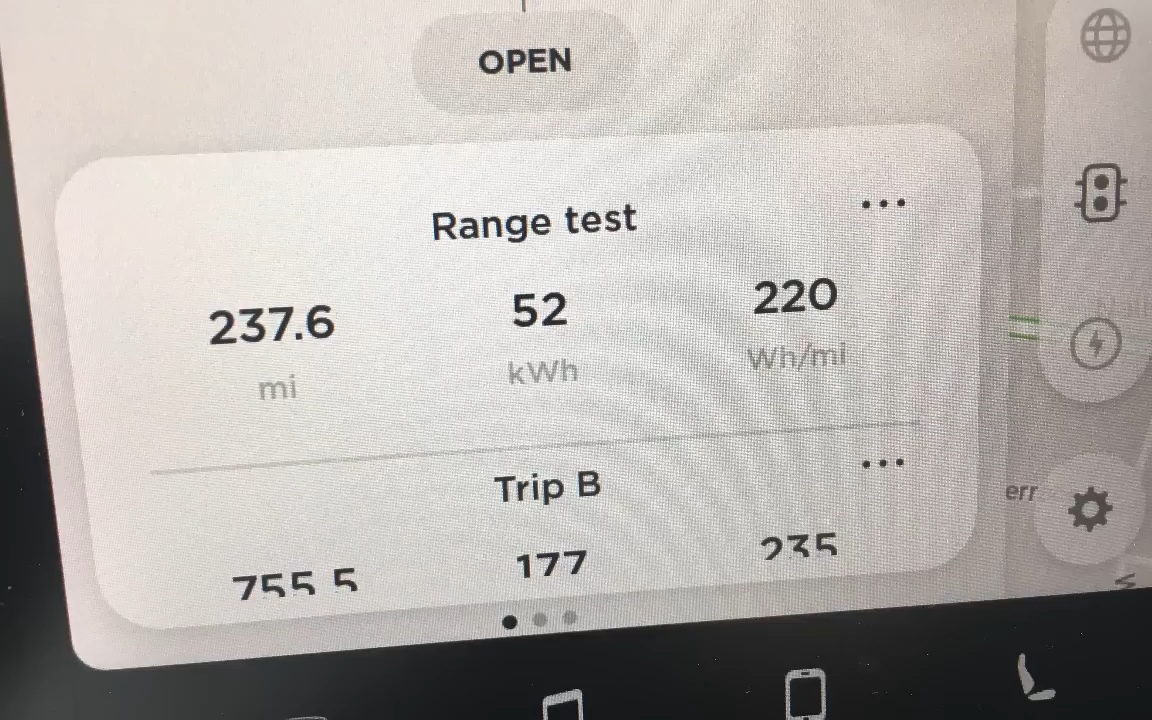 OPEN
Range test
237.6 52 220
mi kWh Wh/mi
Trip B
755.5 177 235
err